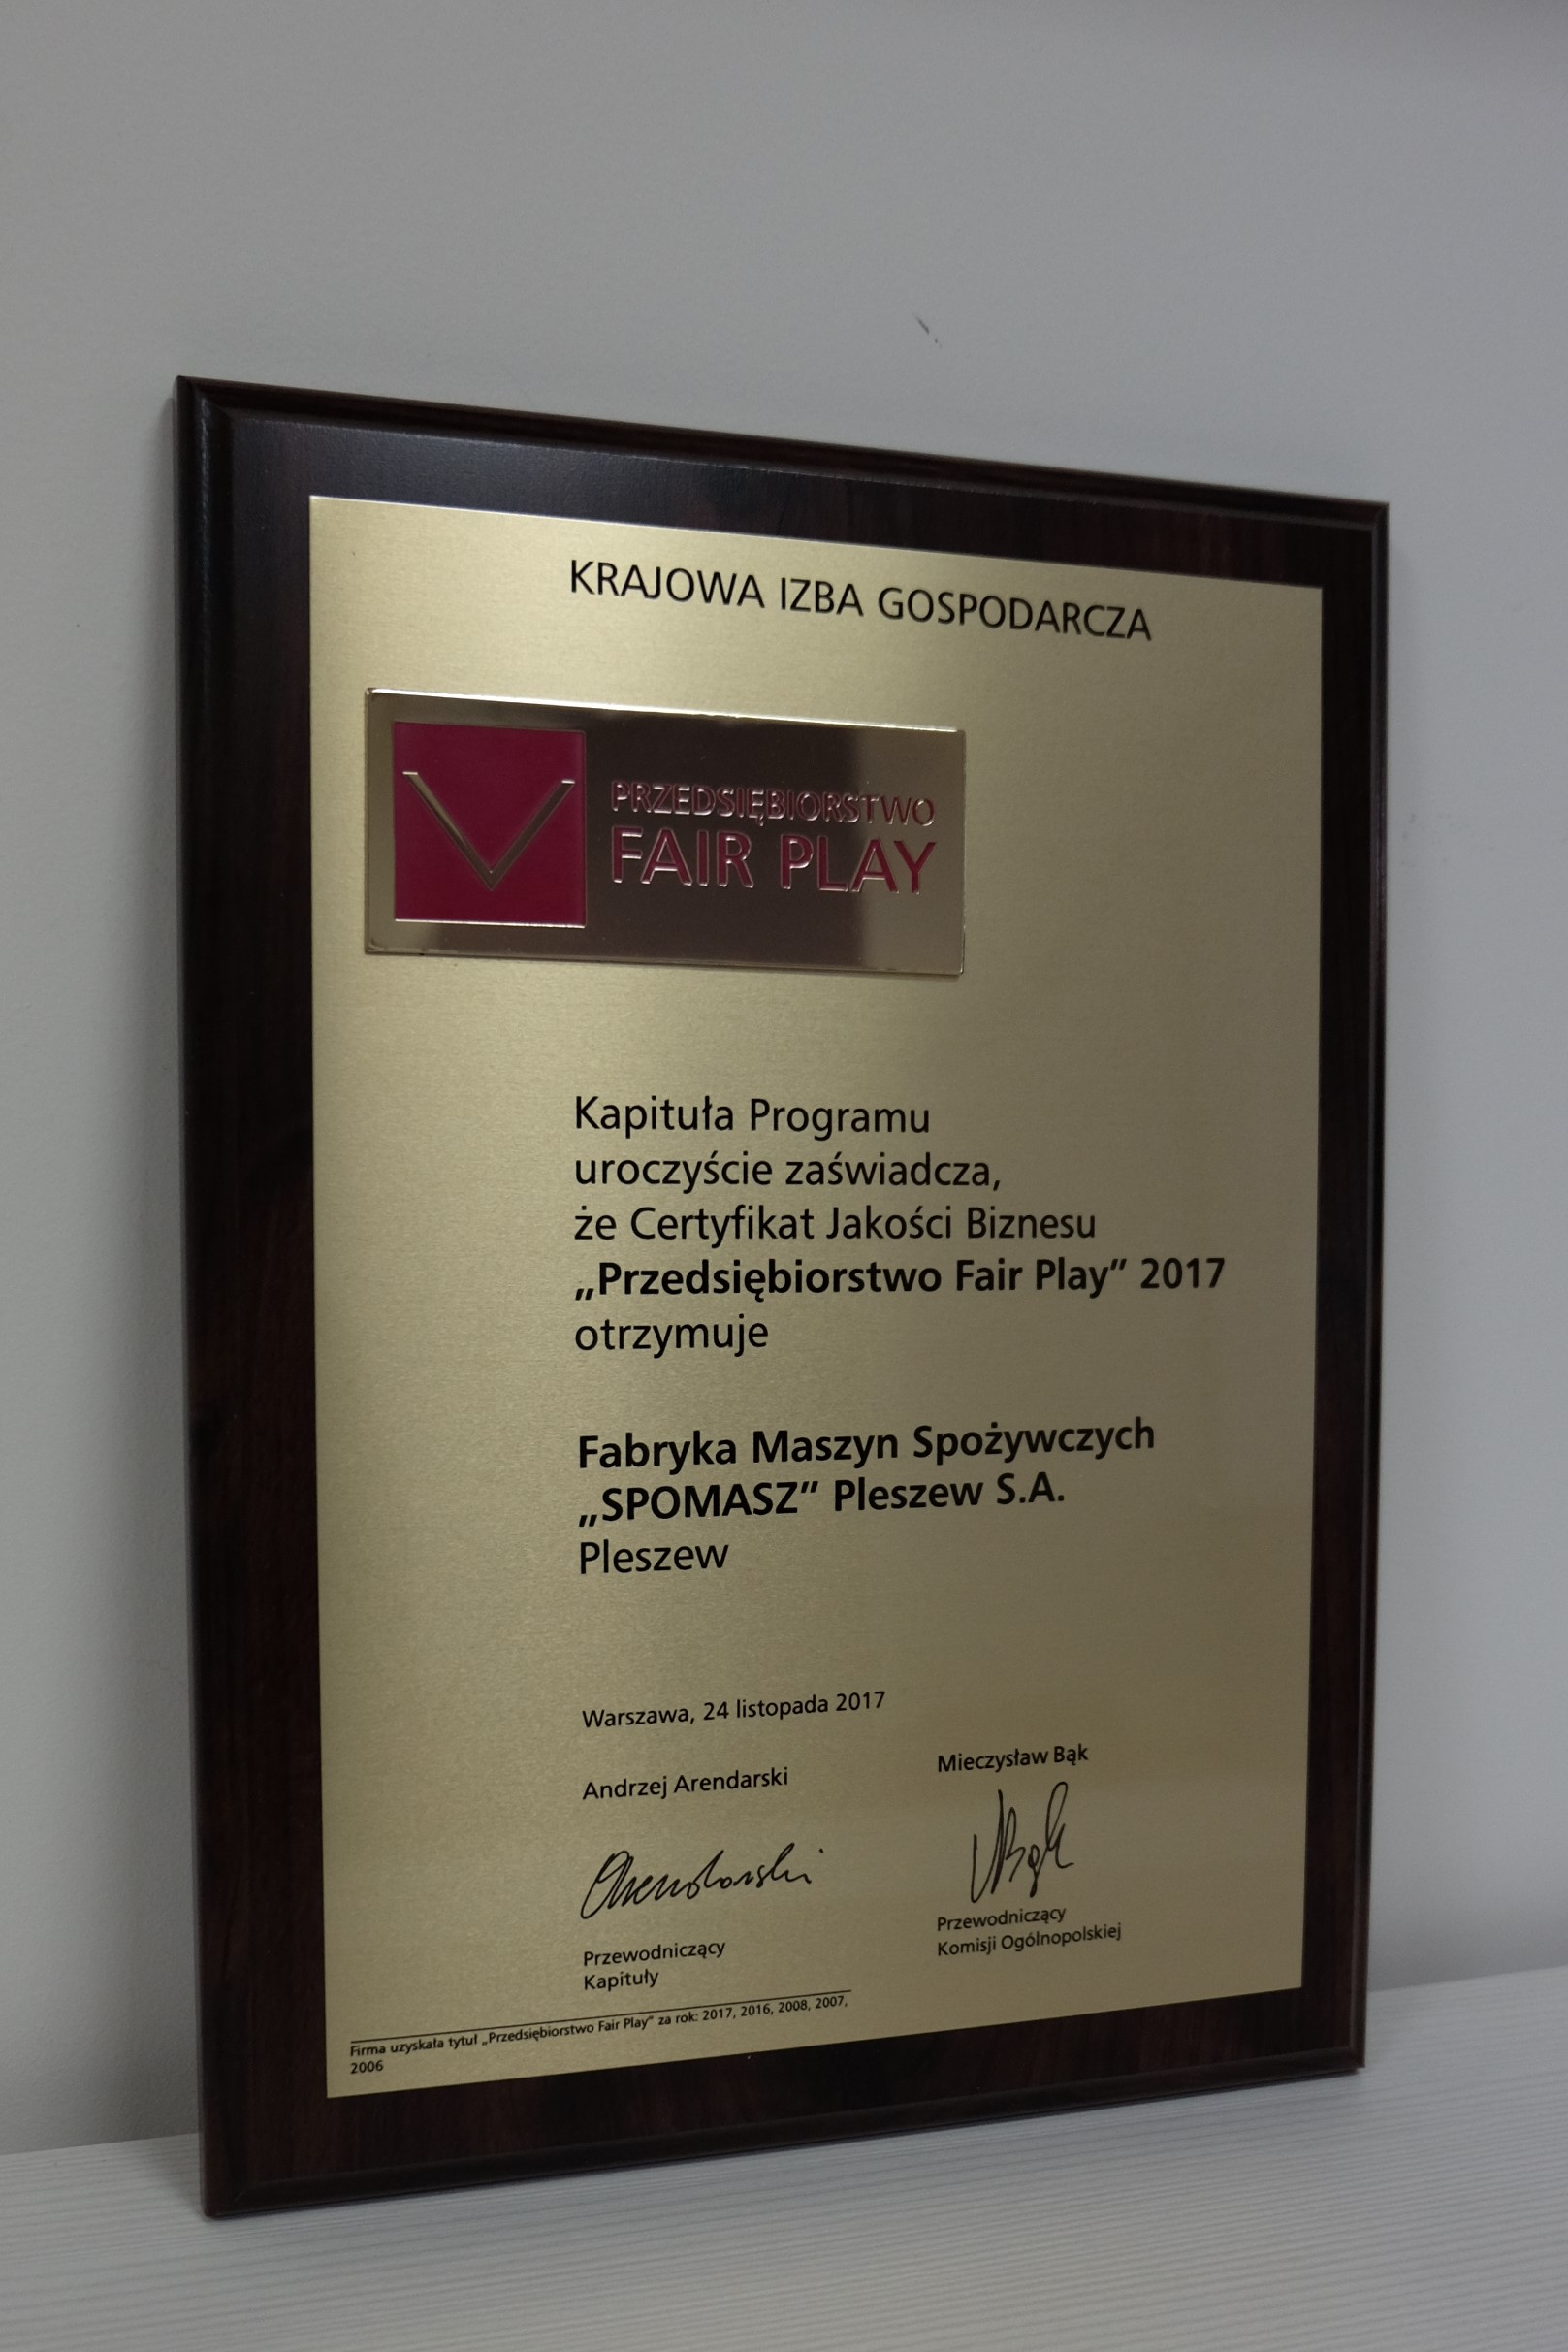 KRAJOWA IZBA GOSPODARCZA
PRZEDSIĘBIORSTWO
FAIR PLAY
Kapituła Programu
uroczyście zaświadcza,
że Certyfikat Jakości Biznesu
„Przedsiębiorstwo Fair Play” 2017
otrzymuje
Fabryka Maszyn Spożywczych
„SPOMASZ” Pleszew S.A.
Pleszew
Warszawa, 24 listopada 2017
Andrzej Arendarski
Mieczysław Bąk
Arendarski
MBąk
Przewodniczący
Kapituły
Przewodniczący
Komisji Ogólnopolskiej
Firma uzyskała tytuł „Przedsiębiorstwo Fair Play” za rok: 2017, 2016, 2008, 2007,
2006